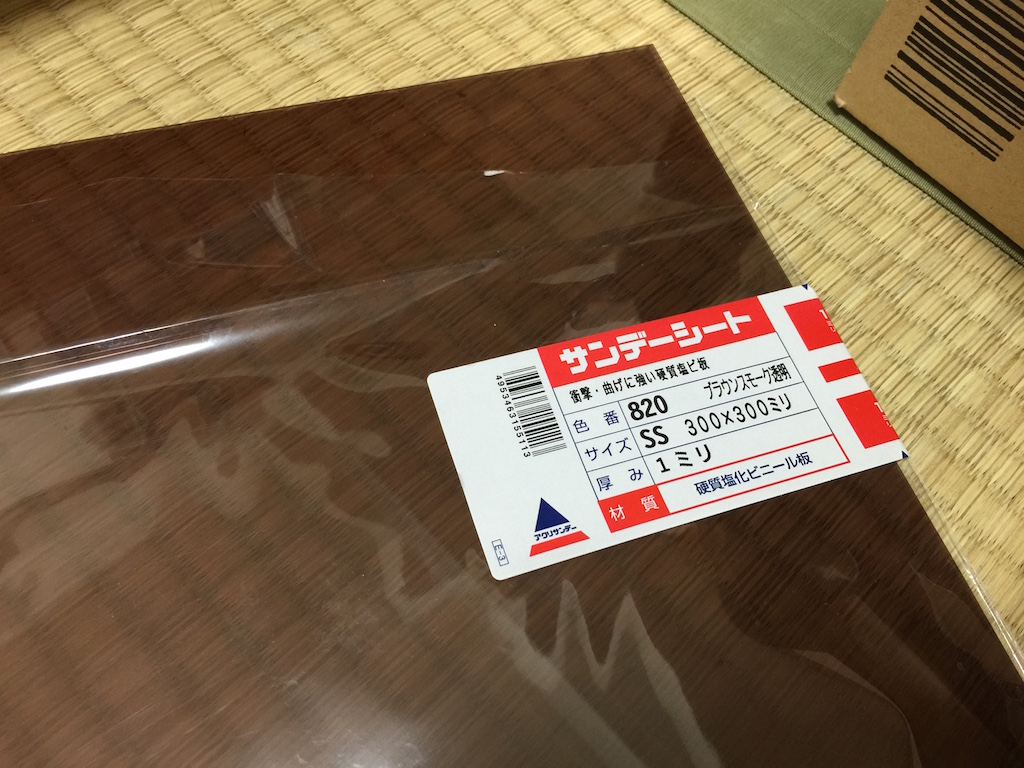 サンデーシート
衝撃・曲げに強い硬質塩ビ板
色番 820 ブラウンスモーク透明
サイズ SS 300×300ミリ
厚み 1ミリ
材質 硬質塩化ビニール板
4953463155113
アクリサンデー